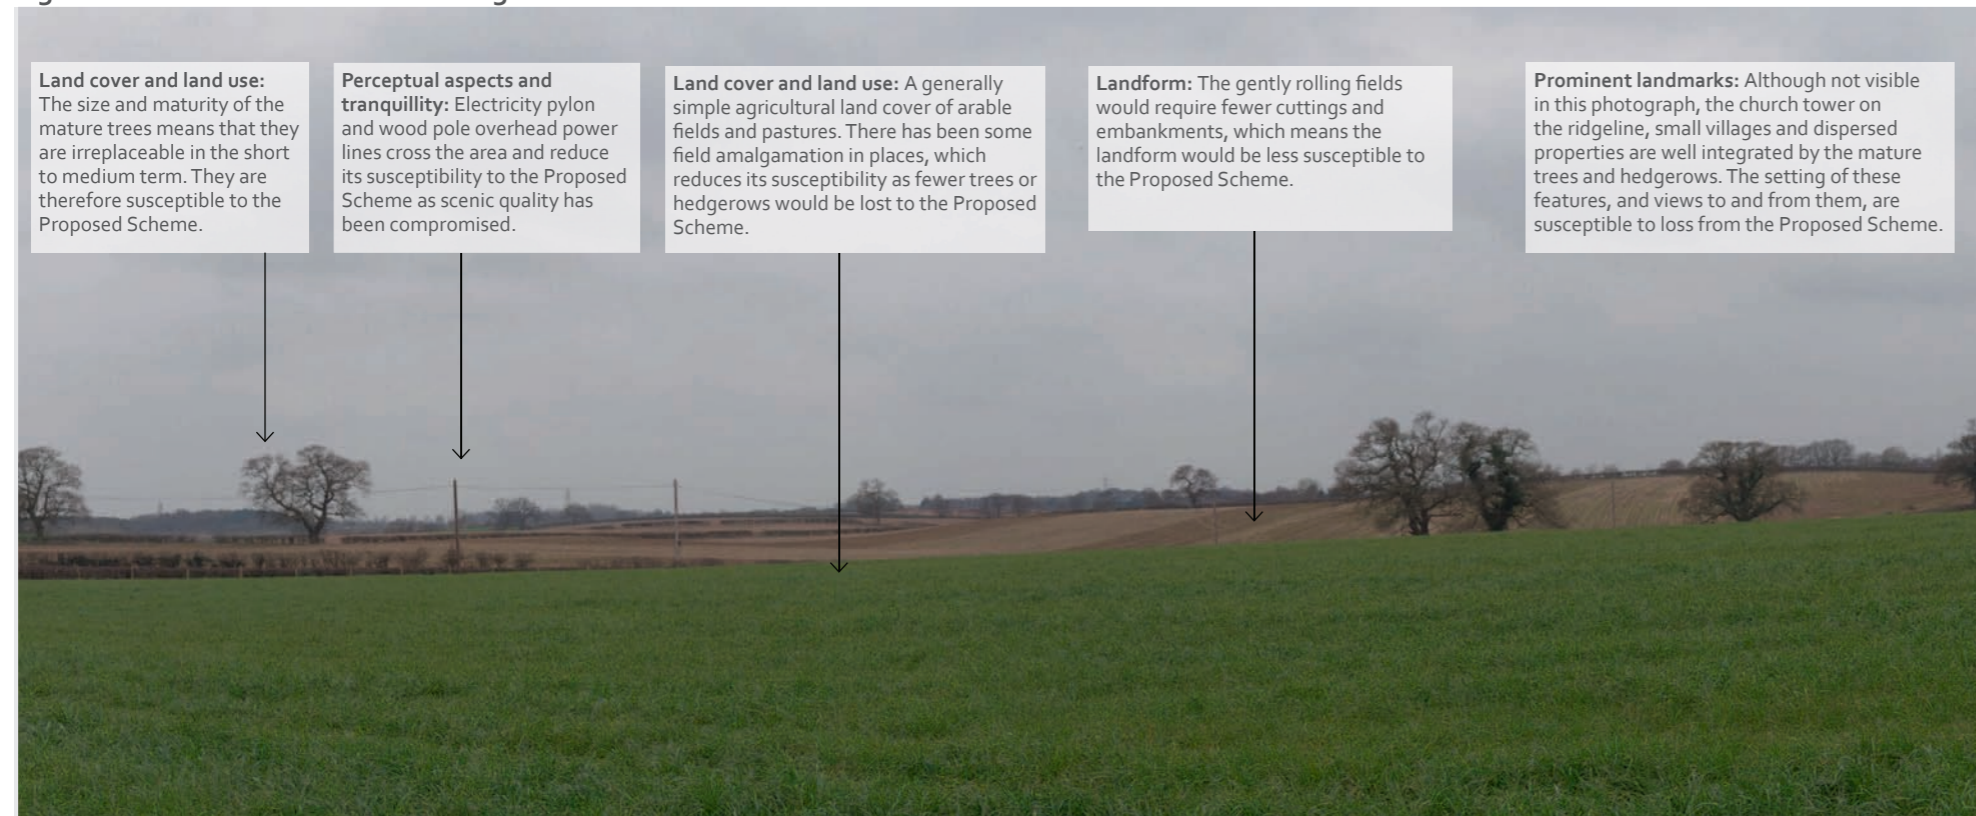 Land cover and land use:
The size and maturity of the
mature trees means that they
are irreplaceable in the short
to medium term. They are
therefore susceptible to the
Proposed Scheme.
Perceptual aspects and
tranquillity: Electricity pylon
and wood pole overhead power
lines cross the area and reduce
its susceptibility to the Proposed
Scheme as scenic quality has
been compromised.
Land cover and land use: A generally
simple agricultural land cover of arable
fields and pastures. There has been some
field amalgamation in places, which
reduces its susceptibility as fewer trees or
hedgerows would be lost to the Proposed
Scheme.
Landform: The gently rolling fields
would require fewer cuttings and
embankments, which means the
landform would be less susceptible to
the Proposed Scheme.
Prominent landmarks: Although not visible
in this photograph, the church tower on
the ridgeline, small villages and dispersed
properties are well integrated by the mature
trees and hedgerows. The setting of these
features, and views to and from them, are
susceptible to loss from the Proposed Scheme.